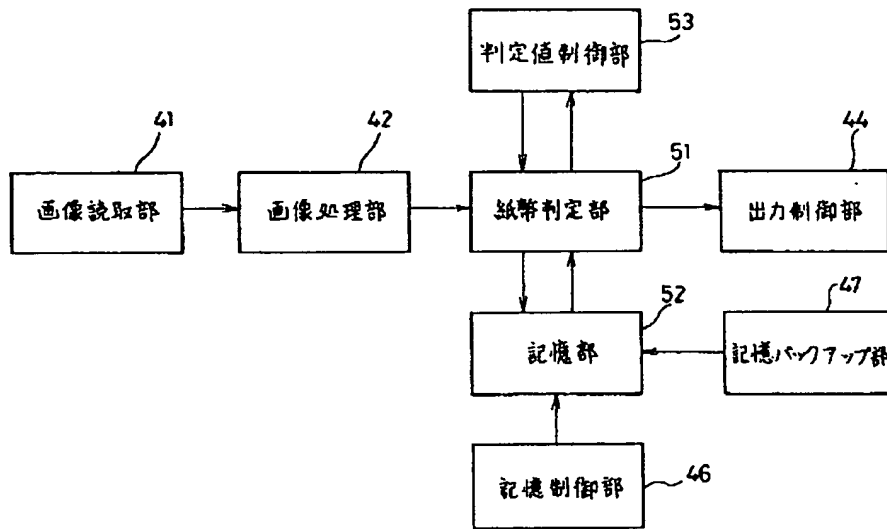 53
判定値制御部
41
42
51
44
画像読取部
画像処理部
紙幣判定部
出力制御部
52
47
記憶部
記憶バックアップ部
記憶制御部
46